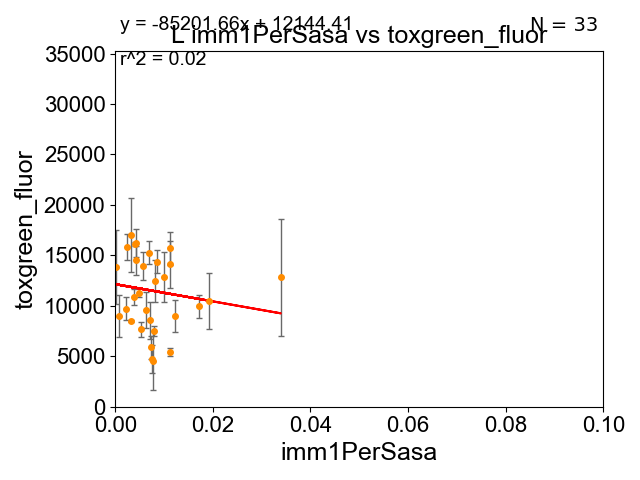 y = -85201.66x + 12144.41
N = 33
L imm1PerSasa vs toxgreen_fluor
r^2 = 0.02
35000
30000
25000
20000
15000
10000
5000
0
toxgreen_fluor
0.00 0.02 0.04 0.06 0.08 0.10
imm1PerSasa